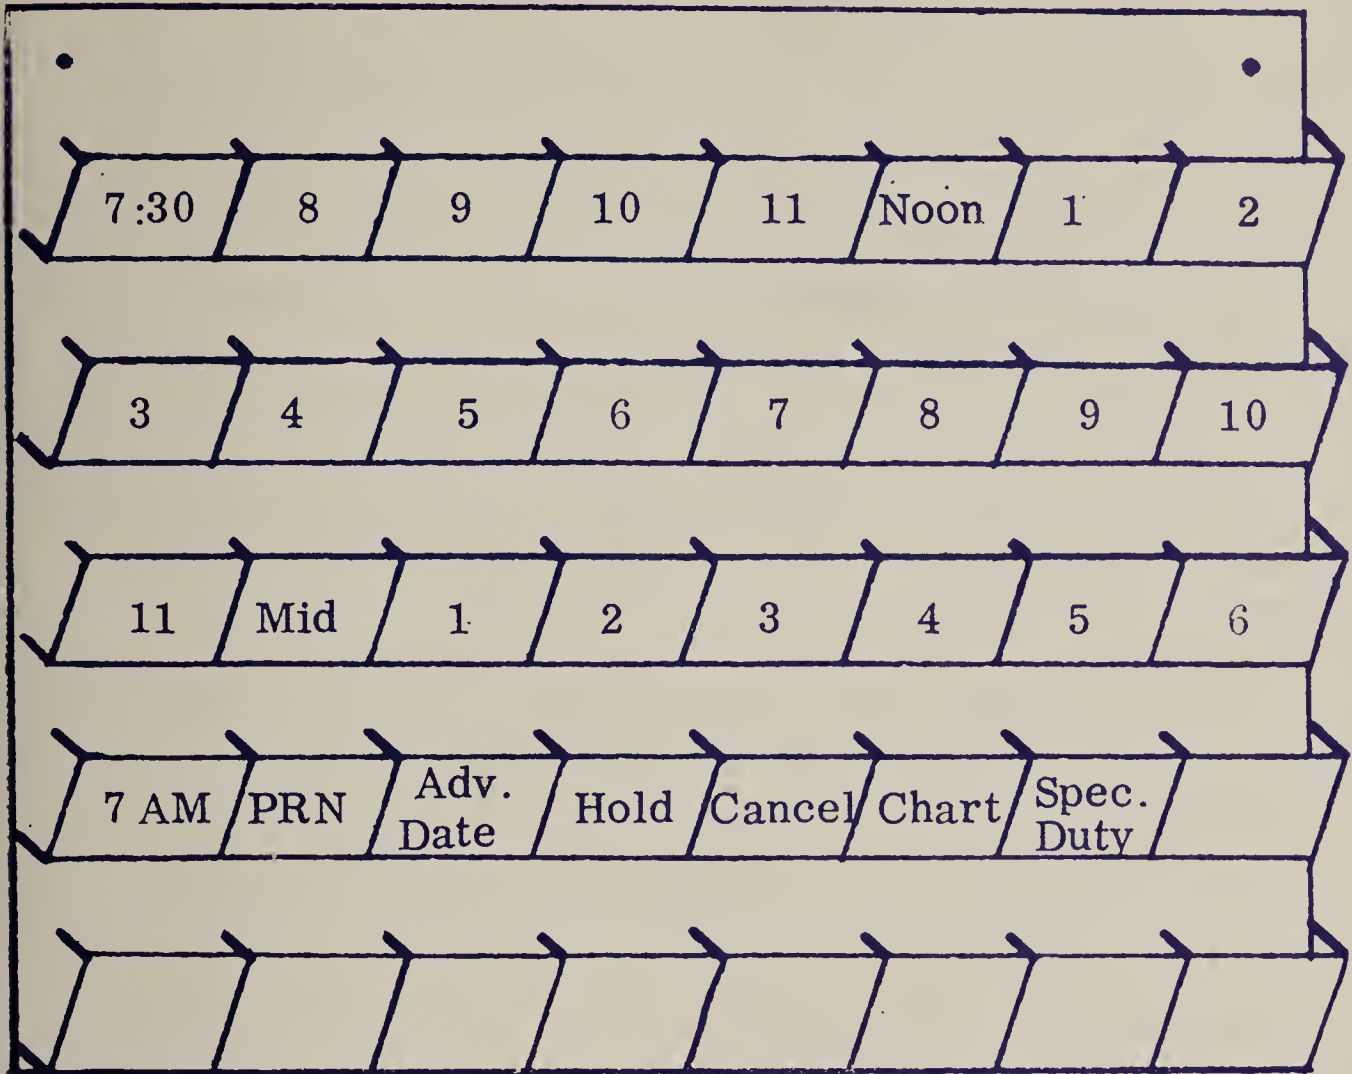 7:30 8 9 10 11 Noon 1 2
3 4 5 6 7 8 9 10
11 Mid 1 2 3 4 5 6
7 AM PRN Adv. Date Hold Cancel Chart Spec. Duty